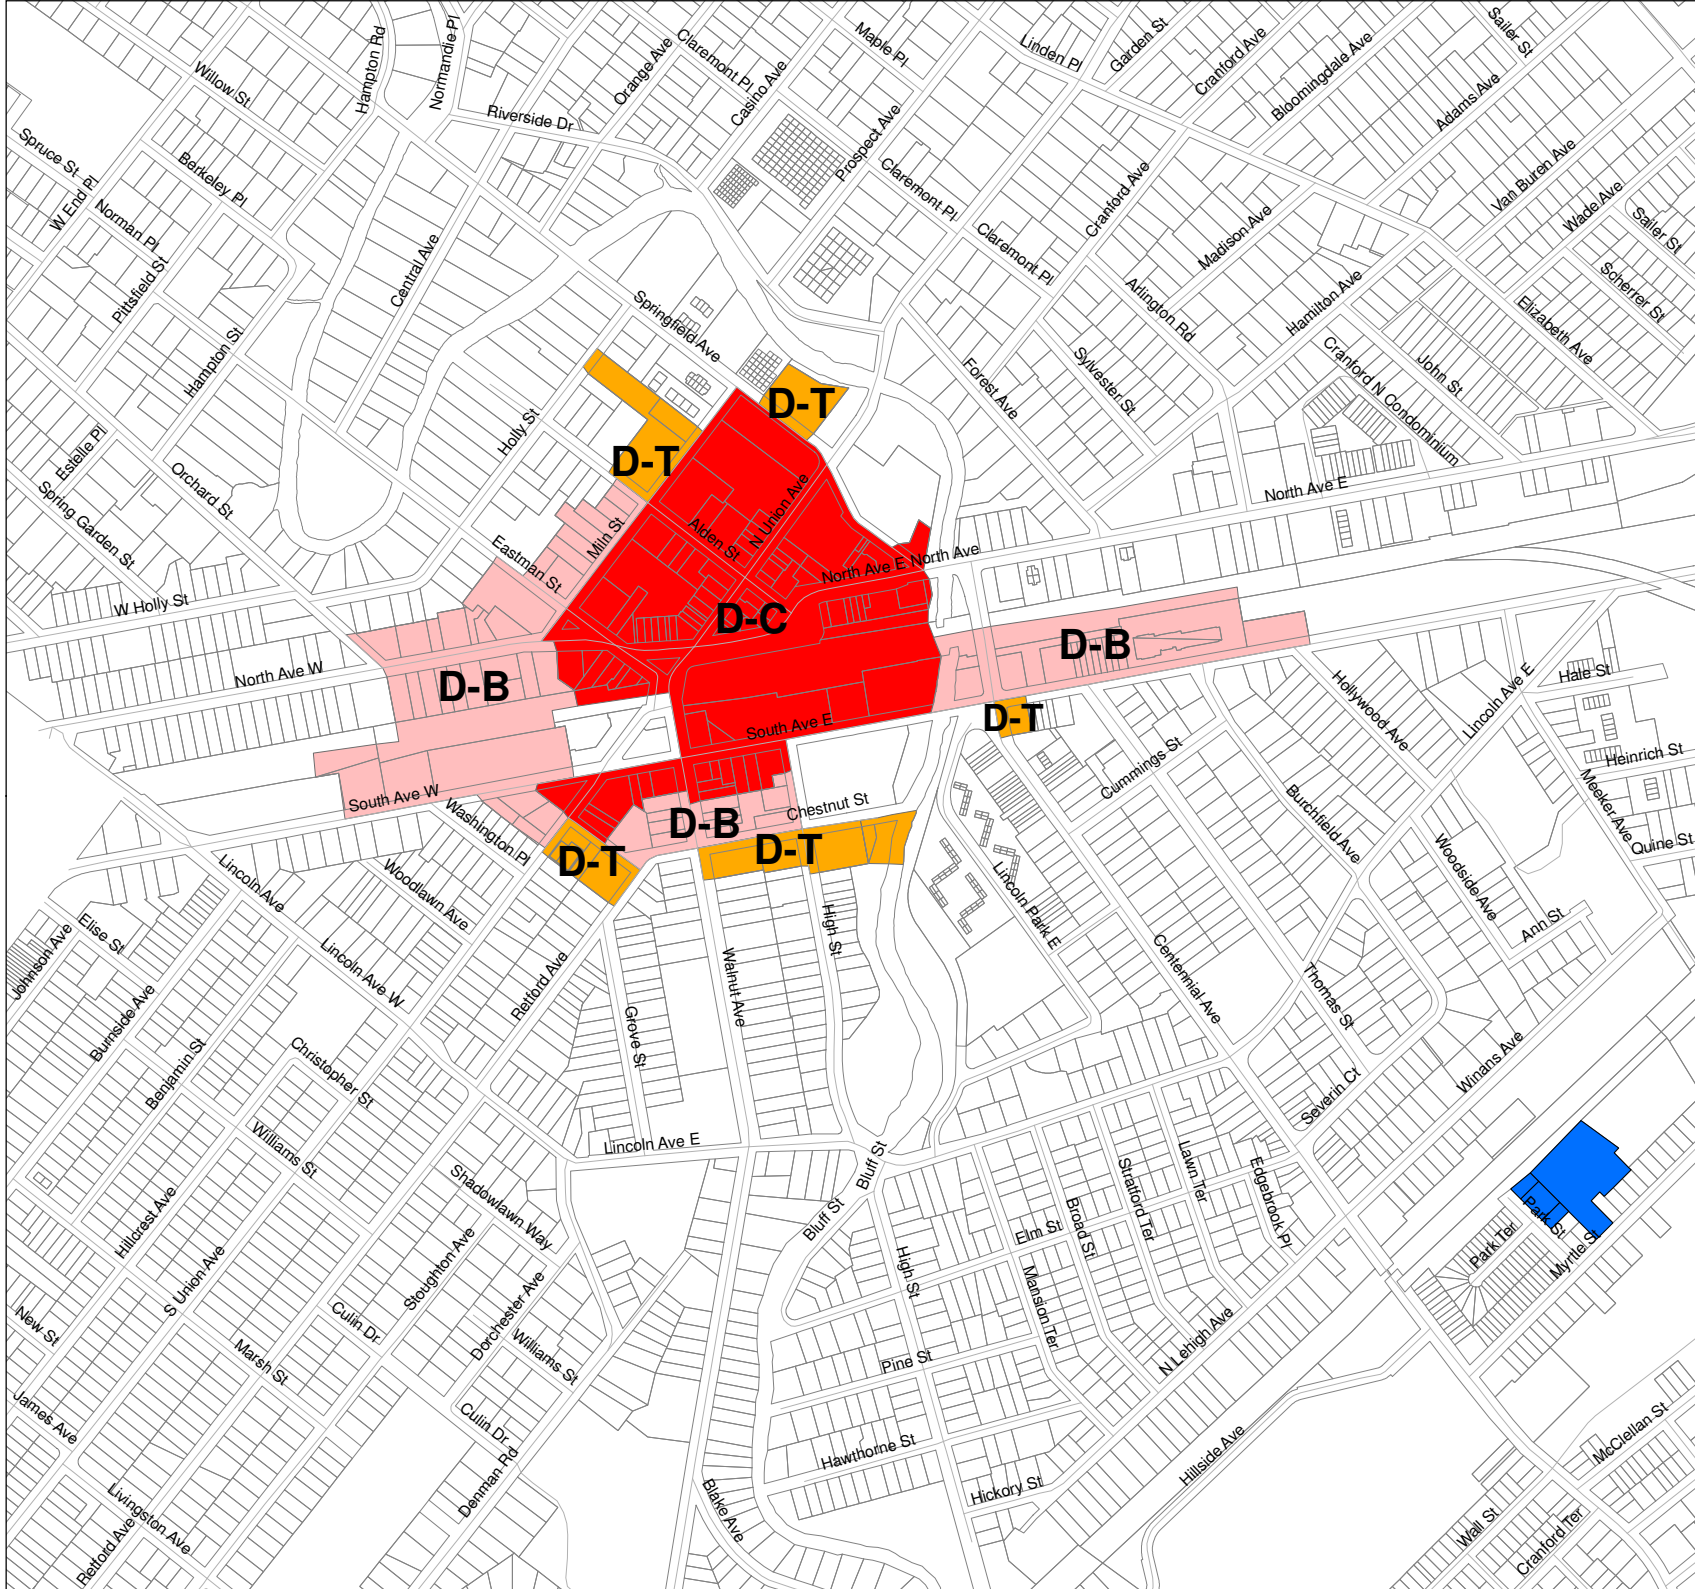 Sailer St
Normandie Pl
Hampton Rd
Maple Pl
Garden St
Linden Pl
Cranford Ave
Bloomingdale Ave
Claremont Pl
Orange Ave
Casino Ave
Willow St
Adams Ave
Riverside Dr
Prospect Ave
Spruce St
Berkeley Pl
Van Buren Ave
Claremont Pl
Cranford Ave
W End Pl
Norman Pl
Wade Ave
Sailer St
Madison Ave
Claremont Pl
Central Ave
Pittsfield St
Arlington Rd
Scherrer St
Hamilton Ave
Springfield Ave
Elizabeth Ave
Hampton St
Sylvester St
Forest Ave
John St
Cranford N Condominium
D-T
Holly St
Estelle Pl
D-T
Orchard St
Spring Garden St
North Ave E
N Union Ave
Alden St
Miln St
Eastman St
North Ave E
North Ave
W Holly St
D-C
D-B
North Ave W
D-B
Hale St
Lincoln Ave E
Hollywood Ave
D-T
South Ave E
Heinrich St
Cummings St
South Ave W
Chestnut St
Meeker Ave
Burchfield Ave
Washington Pl
D-B
Quine St
D-T
D-T
Lincoln Ave
Woodlawn Ave
Woodside Ave
Lincoln Park E
Ann St
High St
Elise St
Johnson Ave
Lincoln Ave W
Retford Ave
Walnut Ave
Centennial Ave
Thomas St
Burnside Ave
Grove St
Benjamin St
Christopher St
Winans Ave
Severin Ct
Williams St
Lincoln Ave E
Bluff St
Lawn Ter
Stratford Ter
Edgebrook Pl
Shadowlawn Way
Hillcrest Ave
Bluff St
Broad St
Park St
Elm St
Park Ter
Myrtle St
Stoughton Ave
High St
S Union Ave
Mansion Ter
Dorchester Ave
Culin Dr
New St
N Lehigh Ave
Williams St
Marsh St
Pine St
James Ave
Culin Dr
McClellan St
Hawthorne St
Hillside Ave
Denman Rd
Hickory St
Blake Ave
Livingston Ave
Wall St
Cranford Ter
Retford Ave